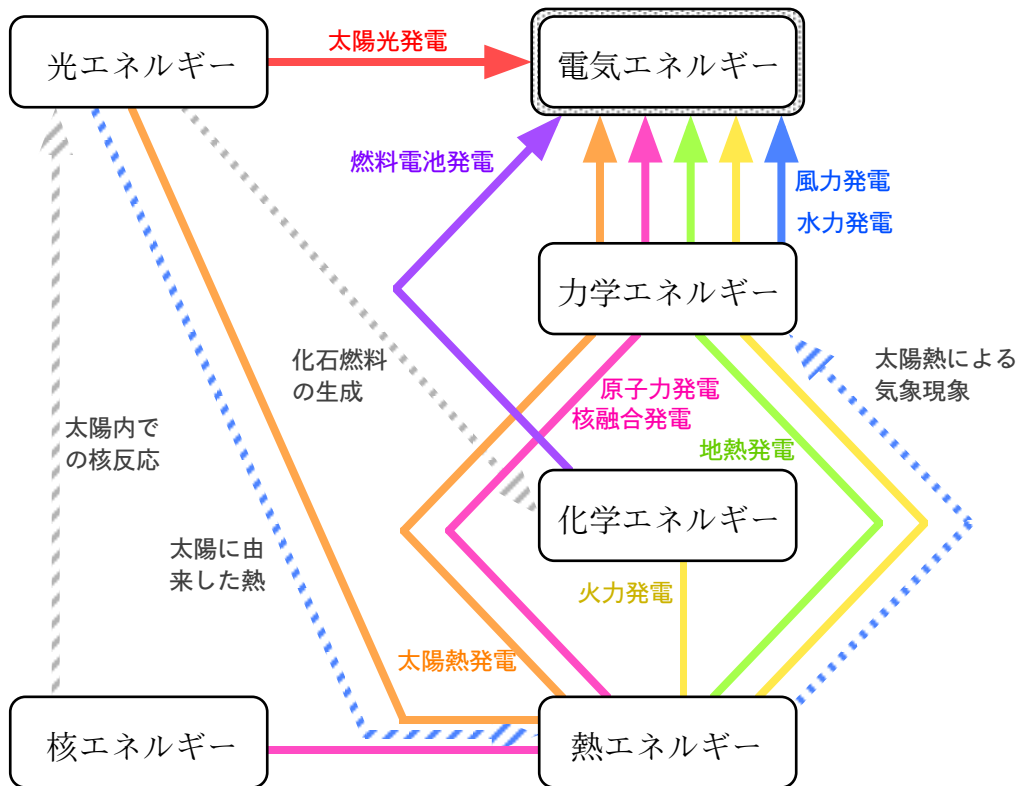 太陽光発電
光エネルギー
電気エネルギー
燃料電池発電
風力発電
水力発電
力学エネルギー
化石燃料
の生成
太陽熱による
気象現象
原子力発電
核融合発電
太陽内で
の核反応
地熱発電
化学エネルギー
太陽に由
来した熱
火力発電
太陽熱発電
核エネルギー
熱エネルギー